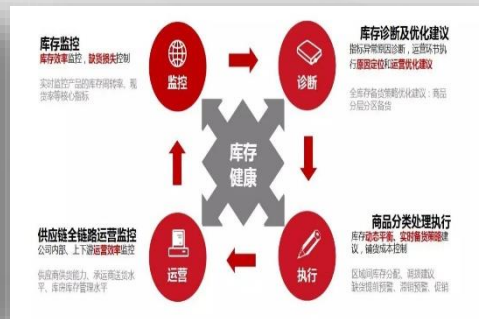 库存监控
库存效率监控，缺货损失控制
实时监控产品的库存周转率、现
货率等核心指标
监控
库存诊断及优化建议
指标异常原因诊断，运营环节执
行原因定位和运营优化建议
全库存备货策略优化建议：商品
分层分区备货
诊断
库存
健康
供应链全链路运营监控
公司内部、上下游运营效率监控
供应商供货能力、承运商送货水
平、库房库存管理水平
运营
商品分类处理执行
库存动态平衡、实时备货策略建
议，储货成本控制
区域间库存分配、调拨建议
缺货提前预警、滞销预警、促销
执行